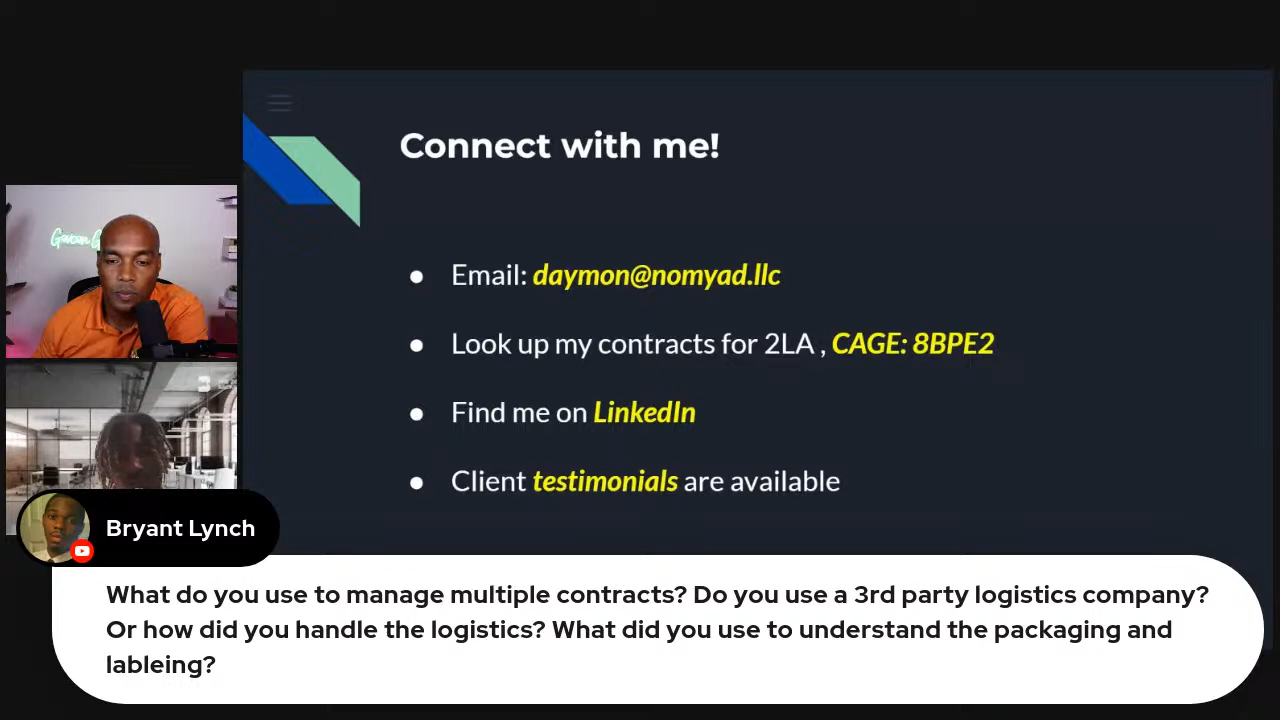 Connect with me!
● Email: daymon@nomyad.llc
● Look up my contracts for 2LA , CAGE: 8BPE2
● Find me on LinkedIn
● Client testimonials are available
Bryant Lynch
What do you use to manage multiple contracts? Do you use a 3rd party logistics company?
Or how did you handle the logistics? What did you use to understand the packaging and
lableing?